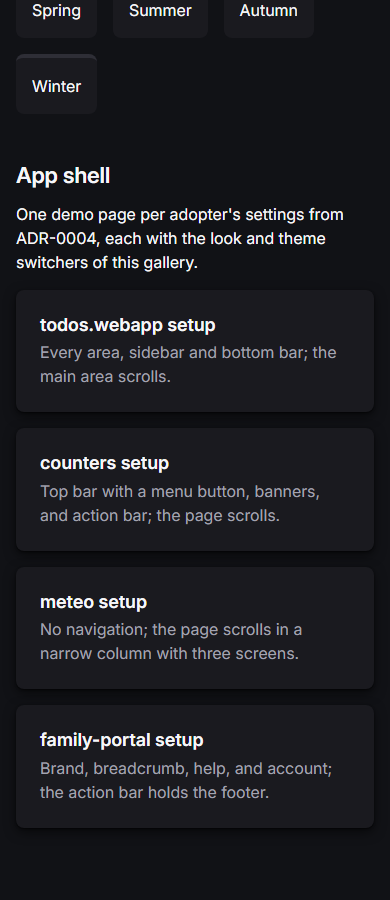 Spring
Summer
Autumn
Winter
App shell
One demo page per adopter's settings from
ADR-0004, each with the look and theme
switchers of this gallery.
todos.webapp setup
Every area, sidebar and bottom bar; the
main area scrolls.
counters setup
Top bar with a menu button, banners,
and action bar; the page scrolls.
meteo setup
No navigation; the page scrolls in a
narrow column with three screens.
family-portal setup
Brand, breadcrumb, help, and account;
the action bar holds the footer.